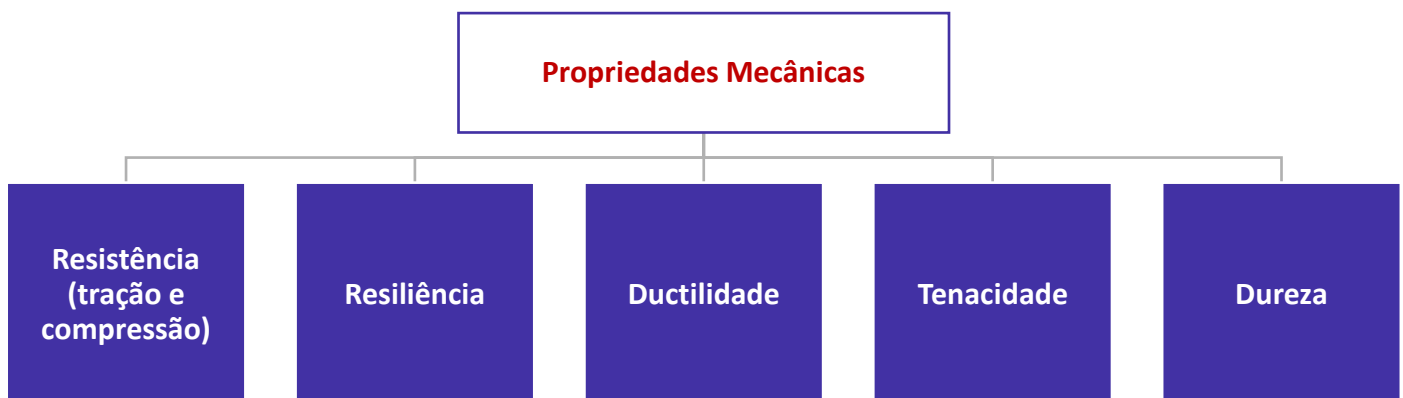 Propriedades Mecânicas
Resistência
(tração e
compressão)
Resiliência
Ductilidade
Tenacidade
Dureza